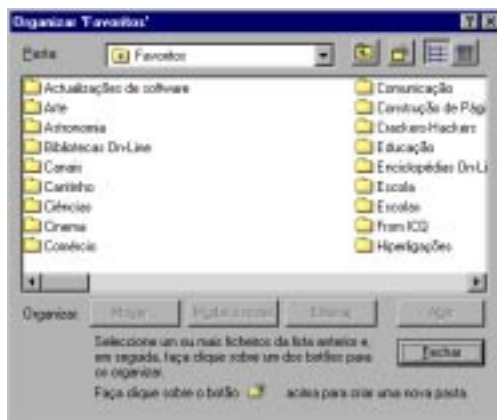 Organizar 'Favoritos'
Pasta: Favoritos
Actualizações de software
Arte
Astronomia
Bibliotecas On-Line
Canais
Cantinho
Ciências
Cinema
Comércio
Comunicação
Construção de Pági
Crackers-Hackers
Educação
Enciclopédias On-Li
Escola
Escolas
From ICQ
Hiperligações
Organizar: Mover... Mudar o nome Eliminar Abrir
Seleccione um ou mais ficheiros da lista anterior e,
em seguida, faça clique sobre um dos botões para
os organizar.
Fechar
Faça clique sobre o botão acima para criar uma nova pasta.